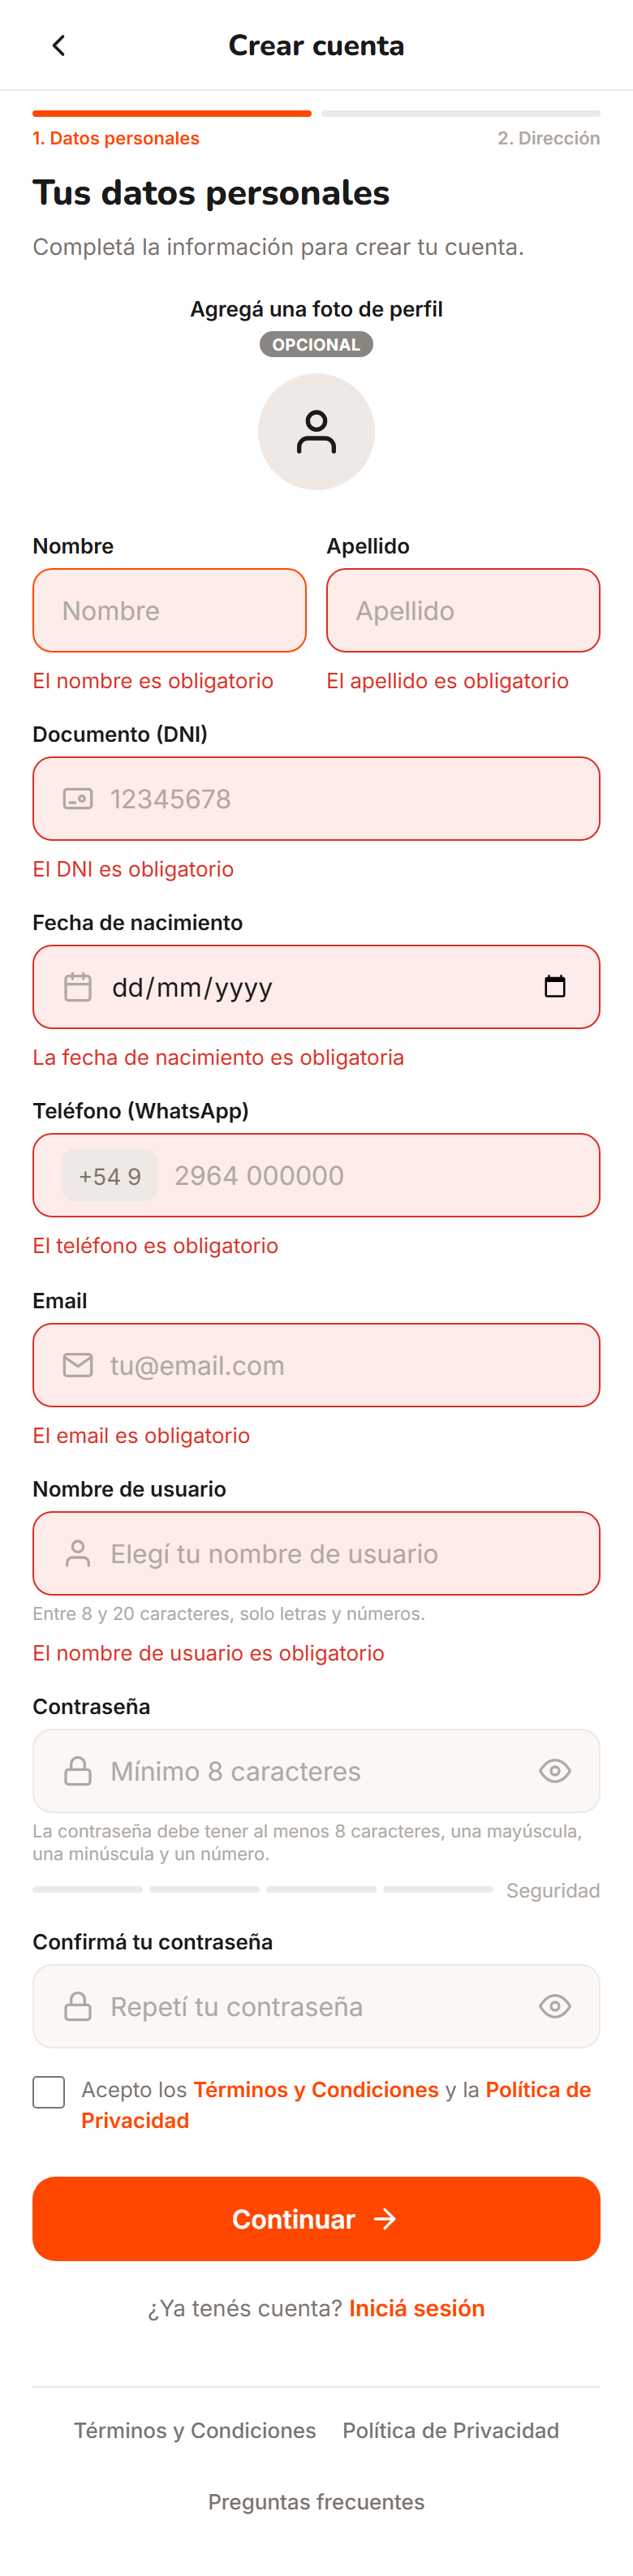 Crear cuenta
1. Datos personales
2. Dirección
Tus datos personales
Completá la información para crear tu cuenta.
Agregá una foto de perfil
OPCIONAL
Nombre
Apellido
Nombre
Apellido
El nombre es obligatorio
El apellido es obligatorio
Documento (DNI)
12345678
El DNI es obligatorio
Fecha de nacimiento
dd/mm/yyyy
La fecha de nacimiento es obligatoria
Teléfono (WhatsApp)
+54 9
2964 000000
El teléfono es obligatorio
Email
tu@email.com
El email es obligatorio
Nombre de usuario
Elegí tu nombre de usuario
Entre 8 y 20 caracteres, solo letras y números.
El nombre de usuario es obligatorio
Contraseña
Mínimo 8 caracteres
La contraseña debe tener al menos 8 caracteres, una mayúscula,
una minúscula y un número.
Seguridad
Confirmá tu contraseña
Repetí tu contraseña
Acepto los Términos y Condiciones y la Política de
Privacidad
Continuar
¿Ya tenés cuenta? Iniciá sesión
Términos y Condiciones
Política de Privacidad
Preguntas frecuentes